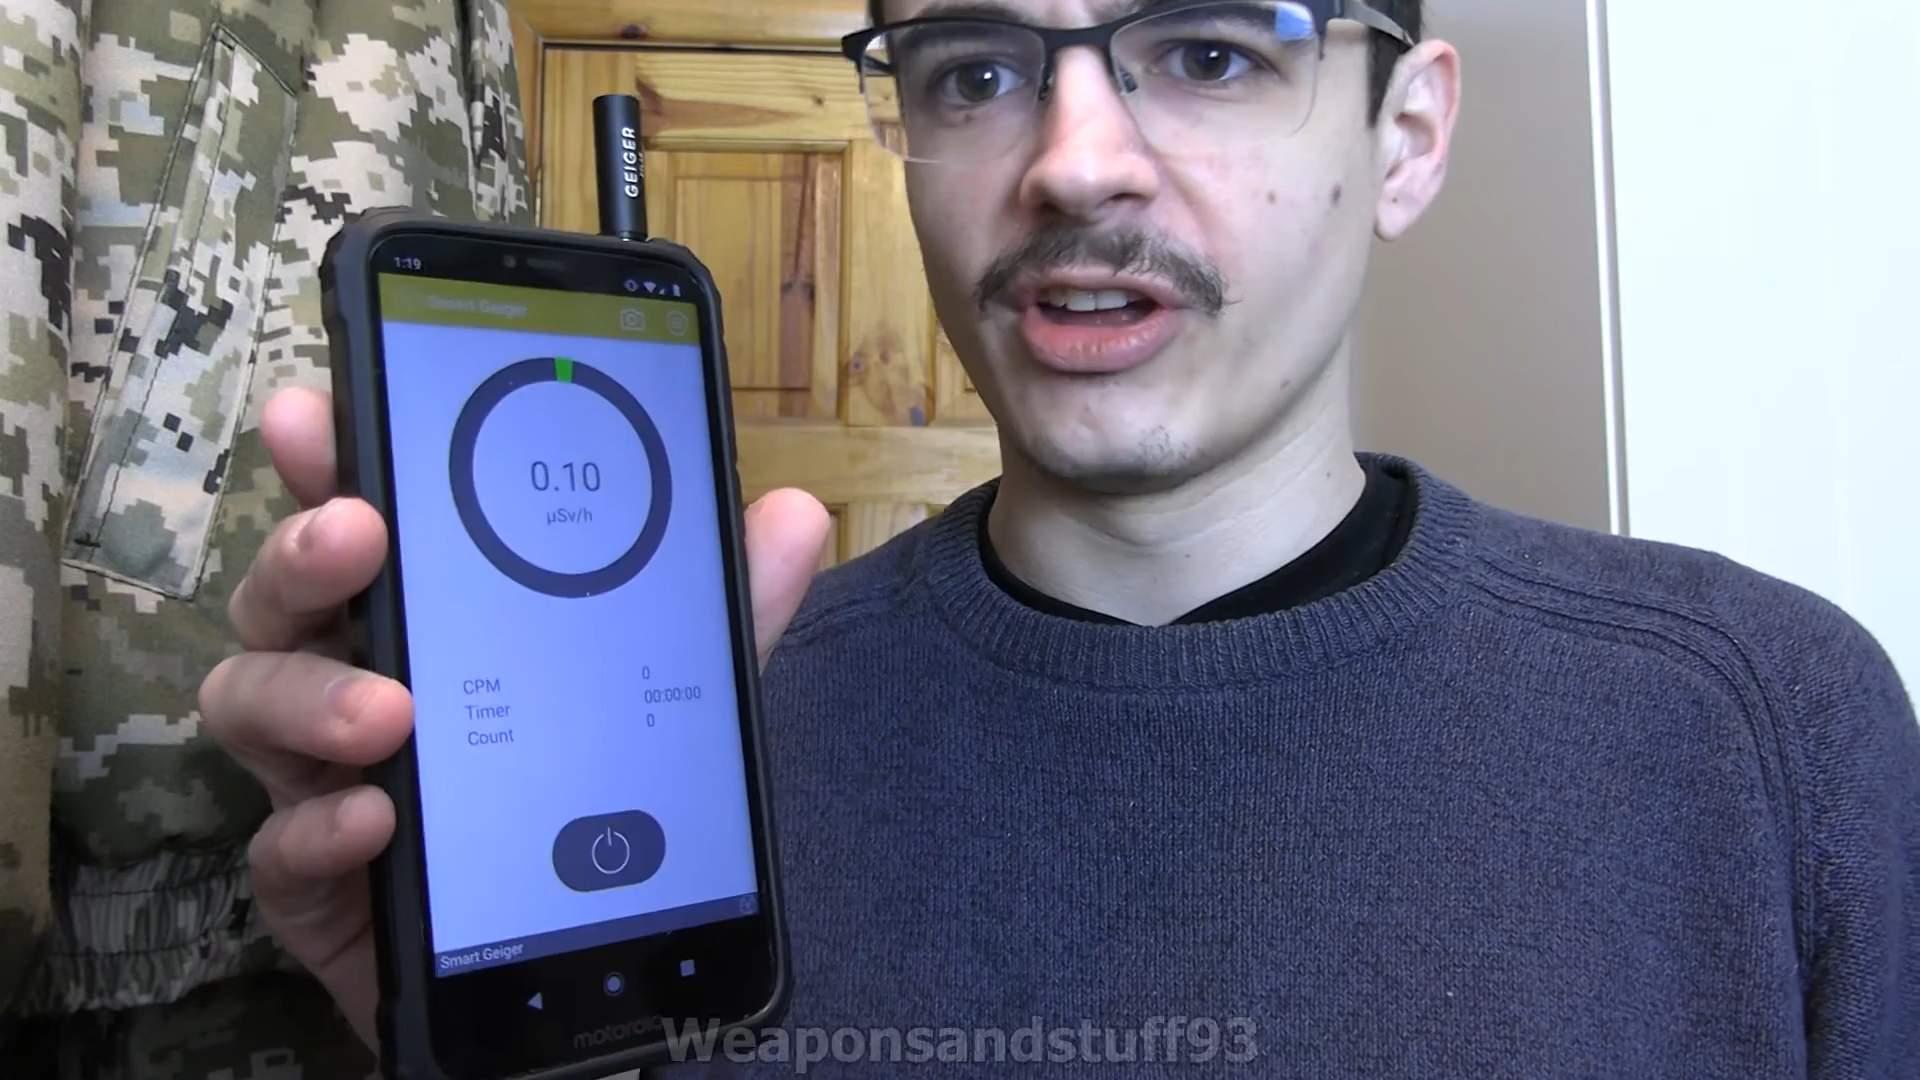 GEIGER
1:19
Smart Geiger
0.10
µSv/h
CPM 0
Timer 00:00:00
Count 0
Smart Geiger
motorola
Weaponsandstuff93